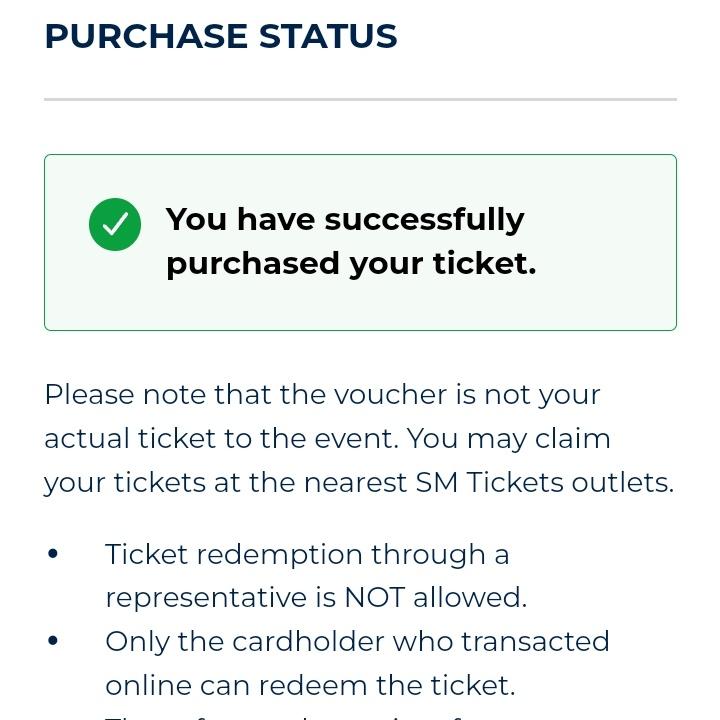 PURCHASE STATUS
You have successfully
purchased your ticket.
Please note that the voucher is not your
actual ticket to the event. You may claim
your tickets at the nearest SM Tickets outlets.
• Ticket redemption through a
representative is NOT allowed.
• Only the cardholder who transacted
online can redeem the ticket.